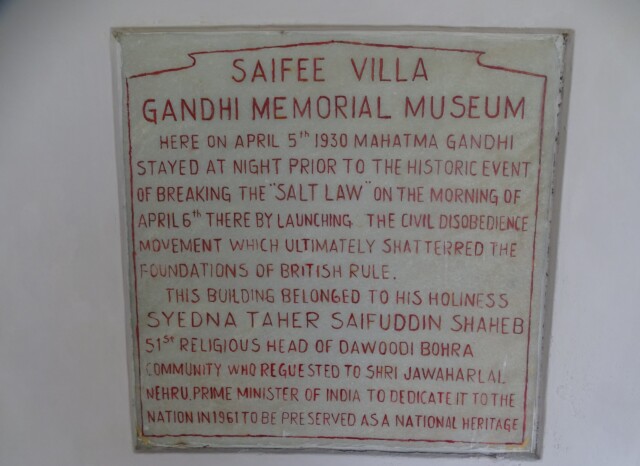 SAIFEE VILLA
GANDHI MEMORIAL MUSEUM
HERE ON APRIL 5th 1930 MAHATMA GANDHI
STAYED AT NIGHT PRIOR TO THE HISTORIC EVENT
OF BREAKING THE "SALT LAW" ON THE MORNING OF
APRIL 6th THERE BY LAUNCHING THE CIVIL DISOBEDIENCE
MOVEMENT WHICH ULTIMATELY SHATTERRED THE
FOUNDATIONS OF BRITISH RULE.
THIS BUILDING BELONGED TO HIS HOLINESS
SYEDNA TAHER SAIFUDDIN SHAHEB
51st RELIGIOUS HEAD OF DAWOODI BOHRA
COMMUNITY WHO REGUESTED TO SHRI JAWAHARLAL
NEHRU, PRIME MINISTER OF INDIA TO DEDICATE IT TO THE
NATION IN 1961 TO BE PRESERVED AS A NATIONAL HERITAGE